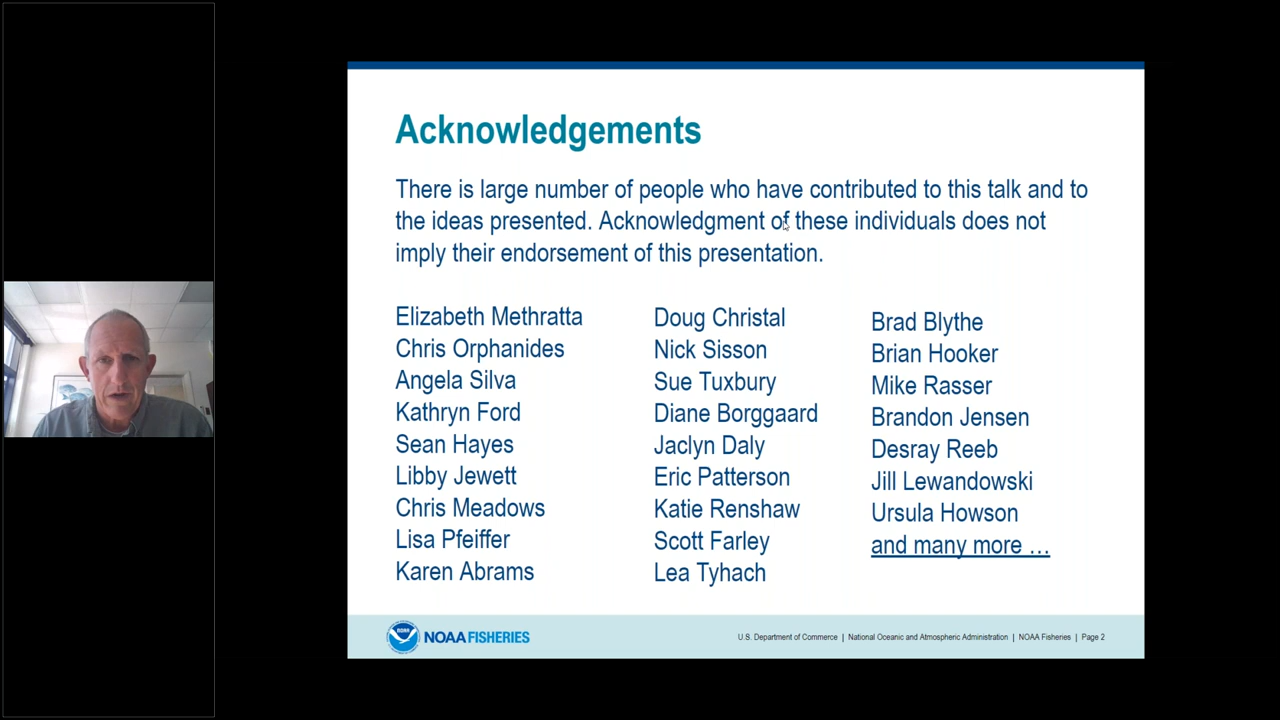 Acknowledgements
There is large number of people who have contributed to this talk and to
the ideas presented. Acknowledgment of these individuals does not
imply their endorsement of this presentation.
Elizabeth Methratta
Chris Orphanides
Angela Silva
Kathryn Ford
Sean Hayes
Libby Jewett
Chris Meadows
Lisa Pfeiffer
Karen Abrams
Doug Christal
Nick Sisson
Sue Tuxbury
Diane Borggaard
Jaclyn Daly
Eric Patterson
Katie Renshaw
Scott Farley
Lea Tyhach
Brad Blythe
Brian Hooker
Mike Rasser
Brandon Jensen
Desray Reeb
Jill Lewandowski
Ursula Howson
and many more …
NOAA
NOAA FISHERIES
U.S. Department of Commerce | National Oceanic and Atmospheric Administration | NOAA Fisheries | Page 2